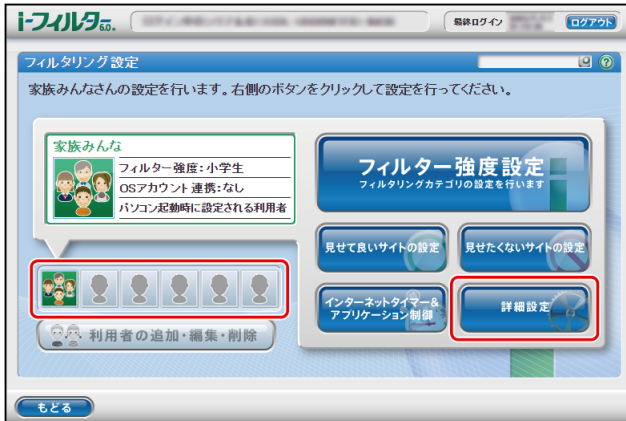 i-フィルター6.0.
最終ログイン
ログアウト
フィルタリング設定
家族みんなさんの設定を行います。右側のボタンをクリックして設定を行ってください。
家族みんな
フィルター強度：小学生
OSアカウント連携：なし
パソコン起動時に設定される利用者
フィルター強度設定
フィルタリングカテゴリの設定を行います
見せて良いサイトの設定
見せたくないサイトの設定
インターネットタイマー&
アプリケーション制御
詳細設定
利用者の追加・編集・削除
もどる